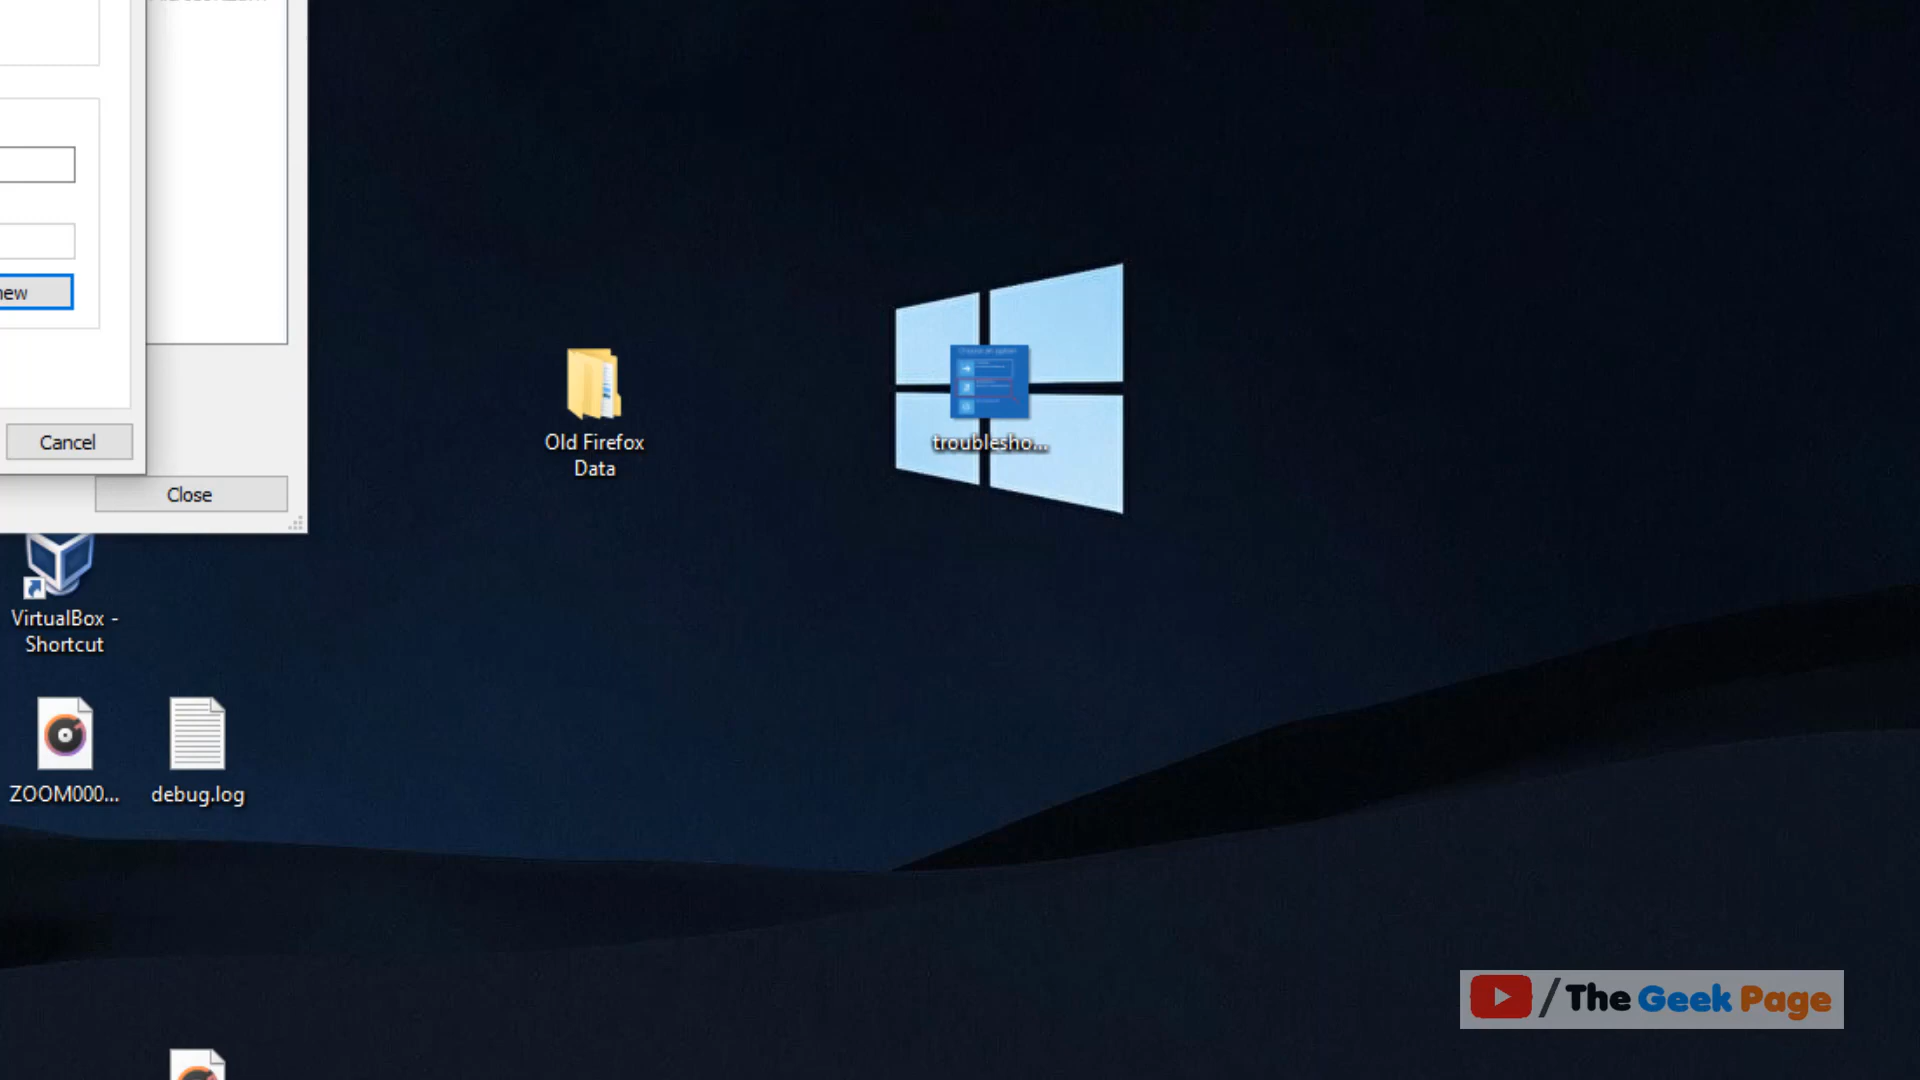 new
Cancel
Close
Old Firefox
Data
troublesho...
VirtualBox -
Shortcut
ZOOM000...
debug.log
/The Geek Page